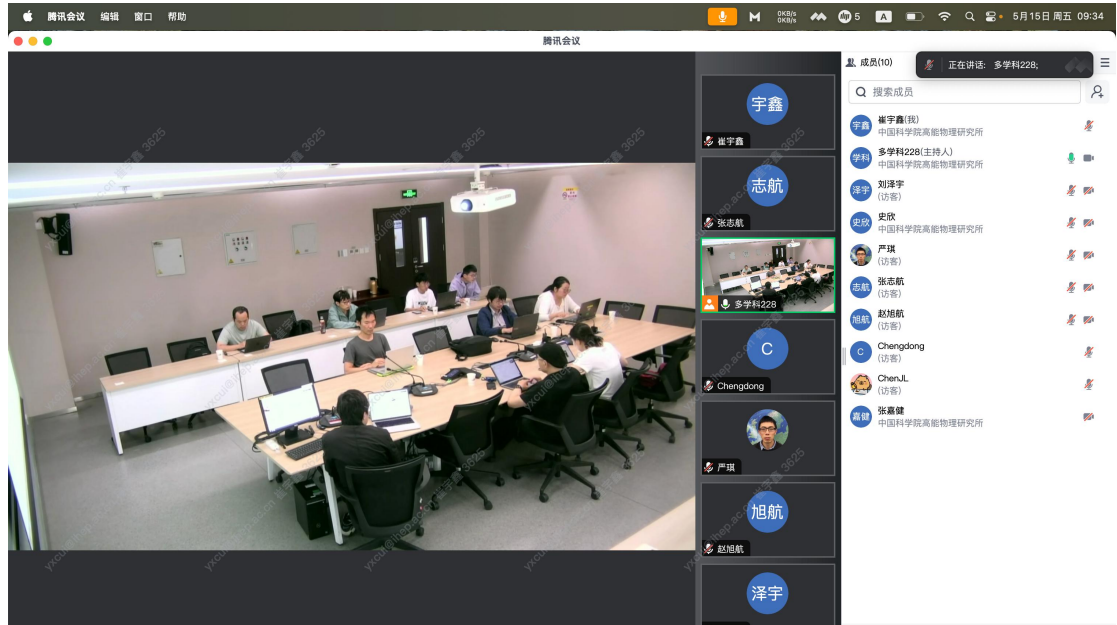 腾讯会议 编辑 窗口 帮助
0KB/s
0KB/s
5
A
5月15日 周五 09:34
腾讯会议
成员(10)
正在讲话: 多学科228;
搜索成员
宇鑫
崔宇鑫
志航
张志航
多学科228
C
Chengdong
严琪
旭航
赵旭航
泽宇
宇鑫
崔宇鑫(我)
中国科学院高能物理研究所
学科
多学科228(主持人)
中国科学院高能物理研究所
泽宇
刘泽宇
(访客)
史欣
史欣
中国科学院高能物理研究所
严琪
(访客)
志航
张志航
(访客)
旭航
赵旭航
(访客)
C
Chengdong
(访客)
ChenJL
(访客)
嘉健
张嘉健
中国科学院高能物理研究所